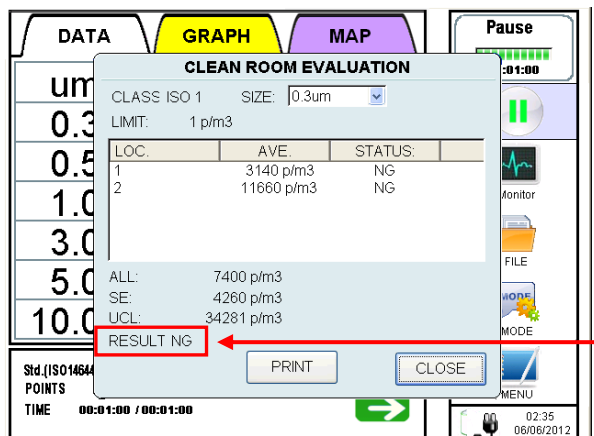 DATA GRAPH MAP Pause
:01:00
um
0.3
0.5
1.0
3.0
5.0
10.0
CLEAN ROOM EVALUATION
CLASS ISO 1 SIZE: 0.3um
LIMIT: 1 p/m3
LOC. AVE. STATUS:
1 3140 p/m3 NG
2 11660 p/m3 NG
ALL: 7400 p/m3
SE: 4260 p/m3
UCL: 34281 p/m3
RESULT NG
PRINT CLOSE
Monitor
FILE
MODE
MODE
MENU
Std.(ISO14644
POINTS
TIME 00:01:00 / 00:01:00
02:35
06/06/2012